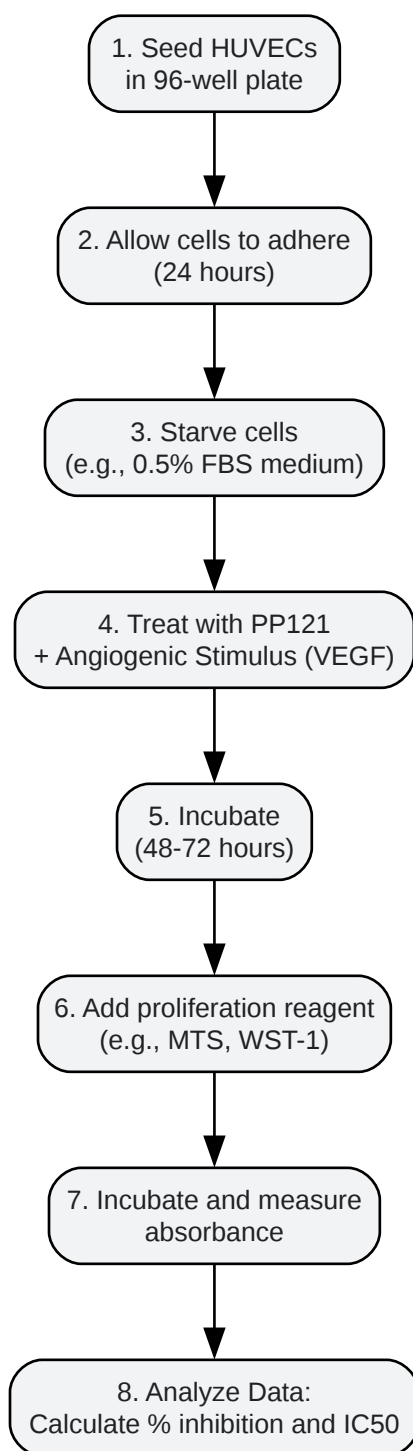 1. Seed HUVECs
in 96-well plate
2. Allow cells to adhere
(24 hours)
3. Starve cells
(e.g., 0.5% FBS medium)
4. Treat with PP121
+ Angiogenic Stimulus (VEGF)
5. Incubate
(48-72 hours)
6. Add proliferation reagent
(e.g., MTS, WST-1)
7. Incubate and measure
absorbance
8. Analyze Data:
Calculate % inhibition and IC50